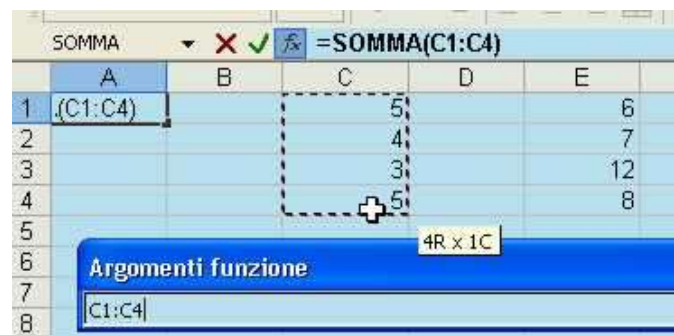 SOMMA =SOMMA(C1:C4)
A B C D E
1 .(C1:C4) 5 6
2 4 7
3 3 12
4 5 8
5 4R x 1C
6 Argomenti funzione
7
C1:C4
8